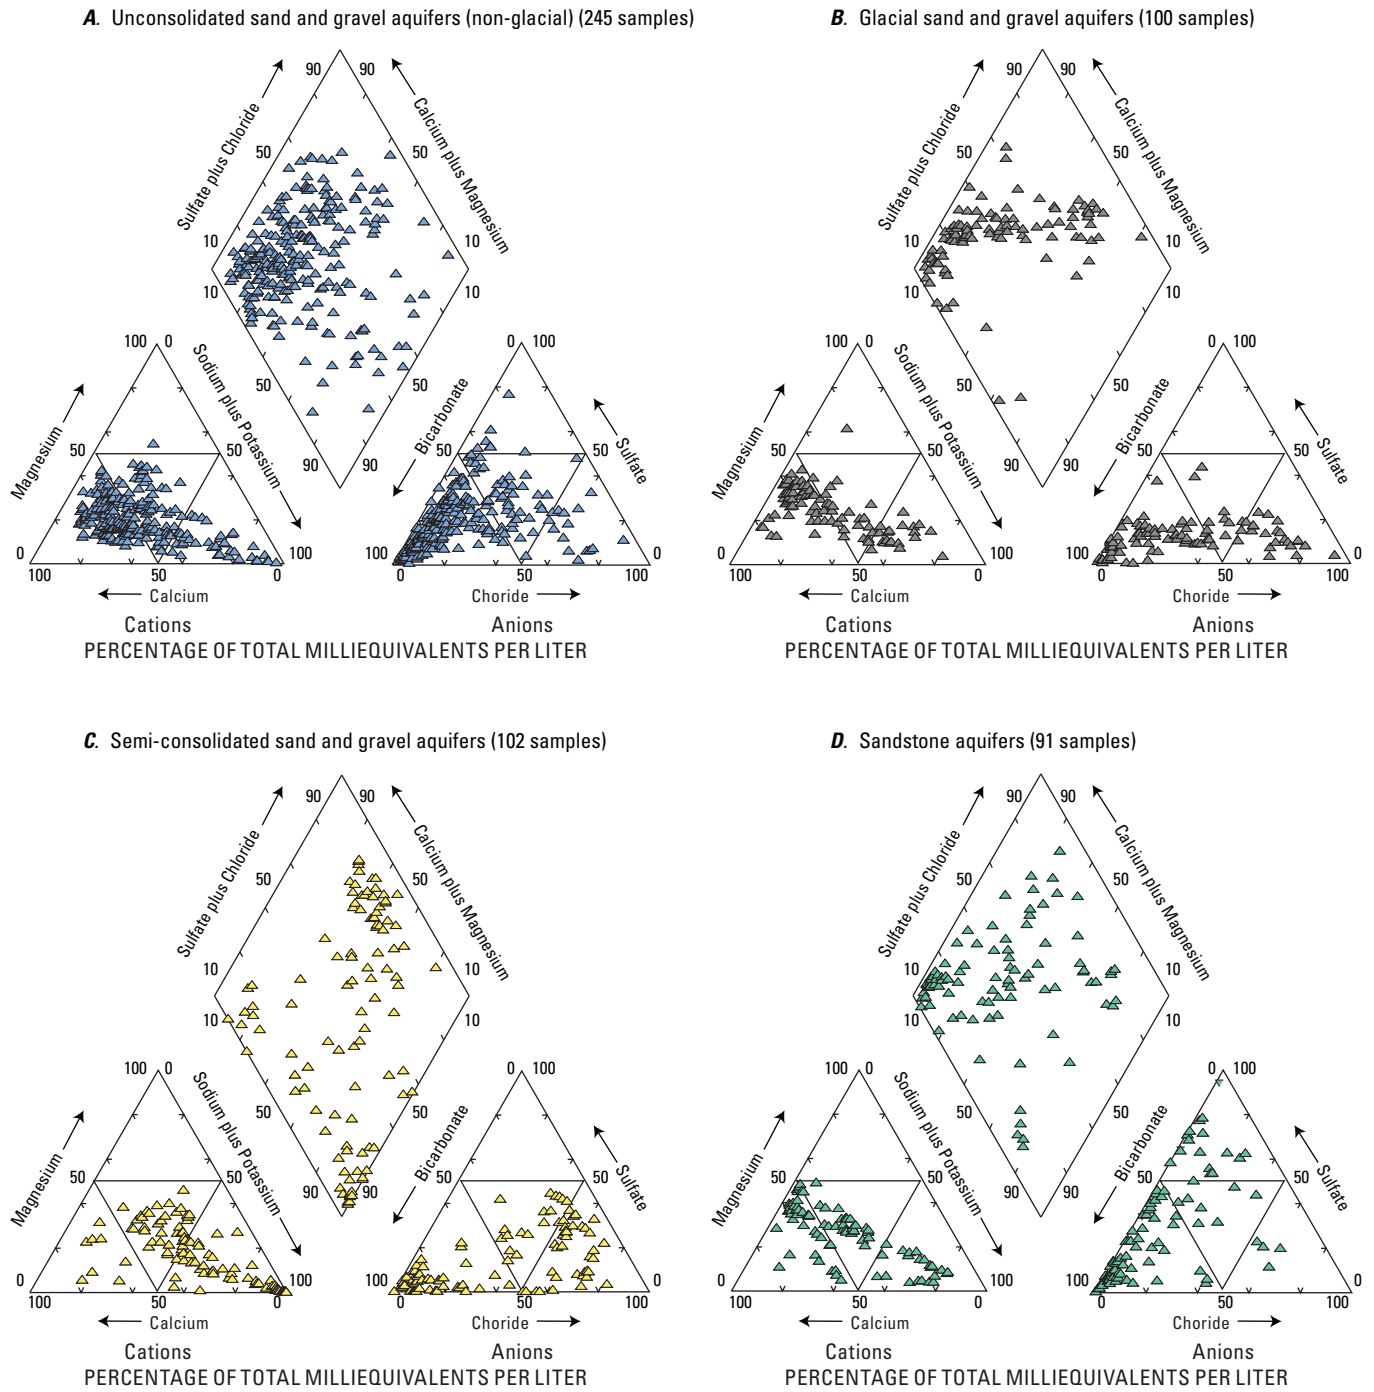 A. Unconsolidated sand and gravel aquifers (non-glacial) (245 samples)
90 90
Sulfate plus Chloride
Calcium plus Magnesium
50 50
10 10
10 10
100 0
0 100
Magnesium
Sodium plus Potassium
50 50
Bicarbonate
Sulfate
50 50
50 50
90 90
0 100
100 0
100 50 0
0 50 100
Calcium
Choride
Cations
Anions
PERCENTAGE OF TOTAL MILLIEQUIVALENTS PER LITER
B. Glacial sand and gravel aquifers (100 samples)
90 90
Sulfate plus Chloride
Calcium plus Magnesium
50 50
10 10
10 10
100 0
0 100
Magnesium
Sodium plus Potassium
50 50
Bicarbonate
Sulfate
50 50
50 50
90 90
0 100
100 0
100 50 0
0 50 100
Calcium
Choride
Cations
Anions
PERCENTAGE OF TOTAL MILLIEQUIVALENTS PER LITER
C. Semi-consolidated sand and gravel aquifers (102 samples)
90 90
Sulfate plus Chloride
Calcium plus Magnesium
50 50
10 10
10 10
100 0
0 100
Magnesium
Sodium plus Potassium
50 50
Bicarbonate
Sulfate
50 50
50 50
90 90
0 100
100 0
100 50 0
0 50 100
Calcium
Choride
Cations
Anions
PERCENTAGE OF TOTAL MILLIEQUIVALENTS PER LITER
D. Sandstone aquifers (91 samples)
90 90
Sulfate plus Chloride
Calcium plus Magnesium
50 50
10 10
10 10
100 0
0 100
Magnesium
Sodium plus Potassium
50 50
Bicarbonate
Sulfate
50 50
50 50
90 90
0 100
100 0
100 50 0
0 50 100
Calcium
Choride
Cations
Anions
PERCENTAGE OF TOTAL MILLIEQUIVALENTS PER LITER